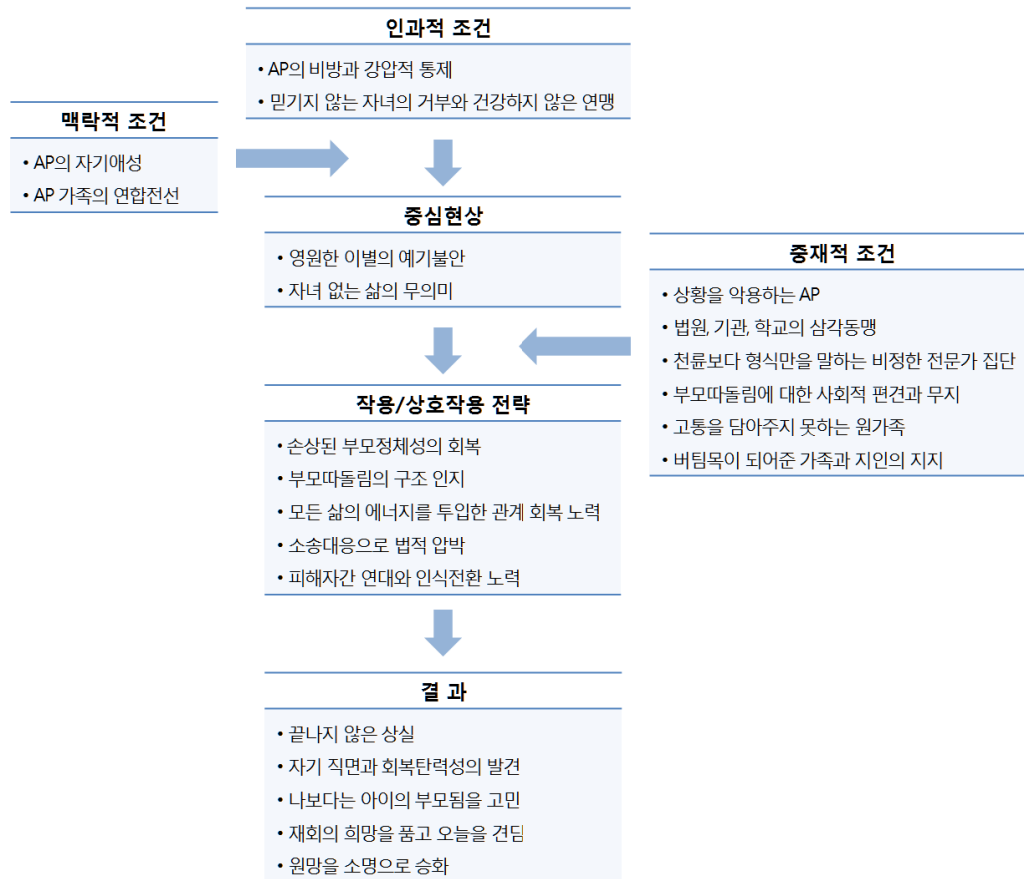 인과적 조건
• AP의 비방과 강압적 통제
• 믿기지 않는 자녀의 거부와 건강하지 않은 연맹
맥락적 조건
• AP의 자기애성
• AP 가족의 연합전선
중심현상
• 영원한 이별의 예기불안
• 자녀 없는 삶의 무의미
중재적 조건
• 상황을 악용하는 AP
• 법원, 기관, 학교의 삼각동맹
• 천륜보다 형식만을 말하는 비정한 전문가 집단
• 부모따돌림에 대한 사회적 편견과 무지
• 고통을 담아주지 못하는 원가족
• 버팀목이 되어준 가족과 지인의 지지
작용/상호작용 전략
• 손상된 부모정체성의 회복
• 부모따돌림의 구조 인지
• 모든 삶의 에너지를 투입한 관계 회복 노력
• 소송대응으로 법적 압박
• 피해자간 연대와 인식전환 노력
결 과
• 끝나지 않은 상실
• 자기 직면과 회복탄력성의 발견
• 나보다는 아이의 부모됨을 고민
• 재회의 희망을 품고 오늘을 견딤
• 원망을 소명으로 승화